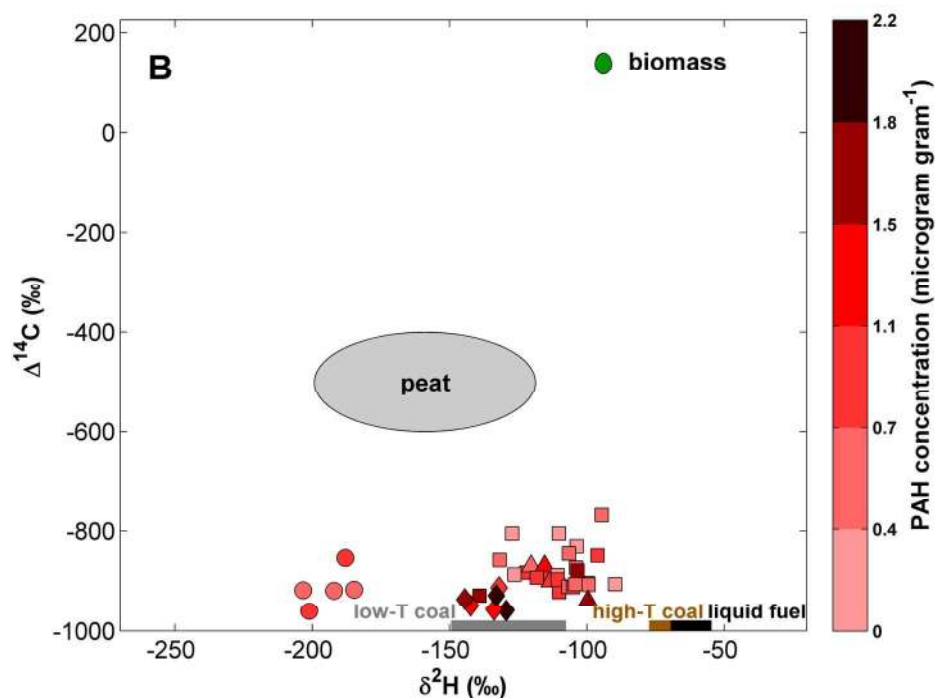 B
biomass
peat
low-T coal
high-T coal
liquid fuel
200
0
-200
-400
-600
-800
-1000
Δ¹⁴C (‰)
-250
-200
-150
-100
-50
δ²H (‰)
2.2
1.8
1.5
1.1
0.7
0.4
0
PAH concentration (microgram gram⁻¹)